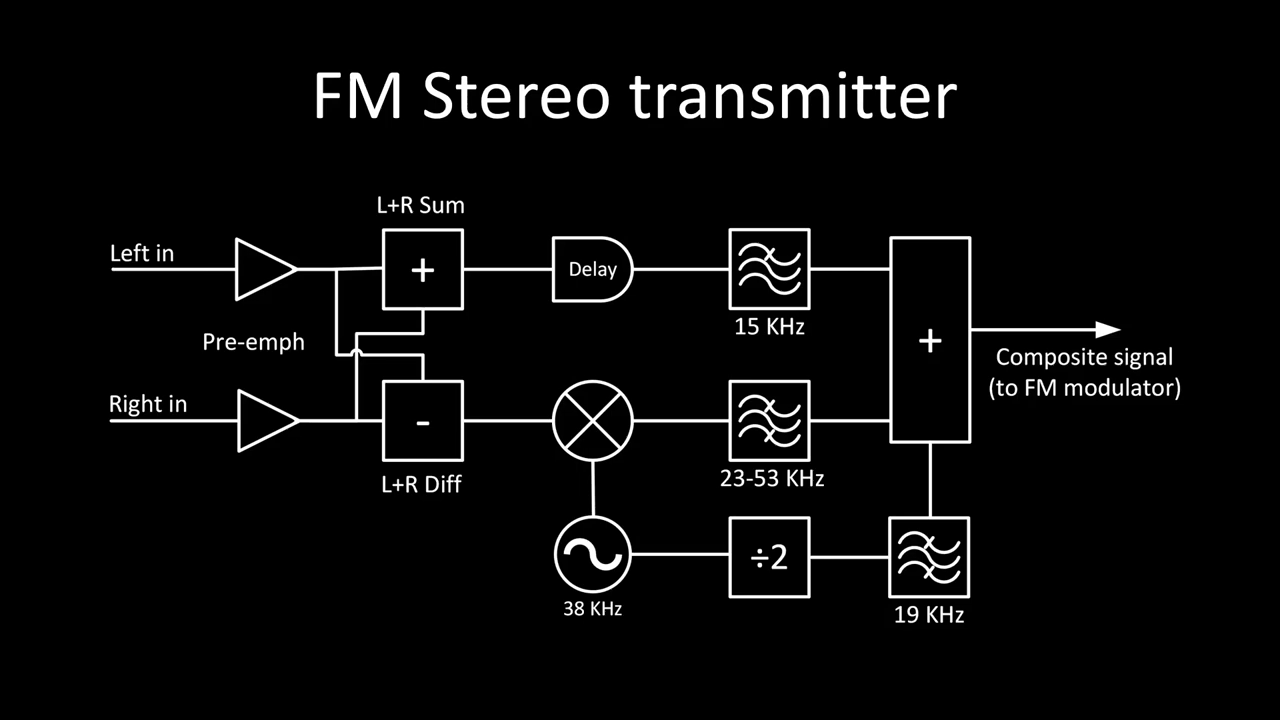 FM Stereo transmitter
L+R Sum
Left in
+
Delay
15 KHz
Pre-emph
+
Composite signal
(to FM modulator)
Right in
-
L+R Diff
23-53 KHz
38 KHz
÷2
19 KHz